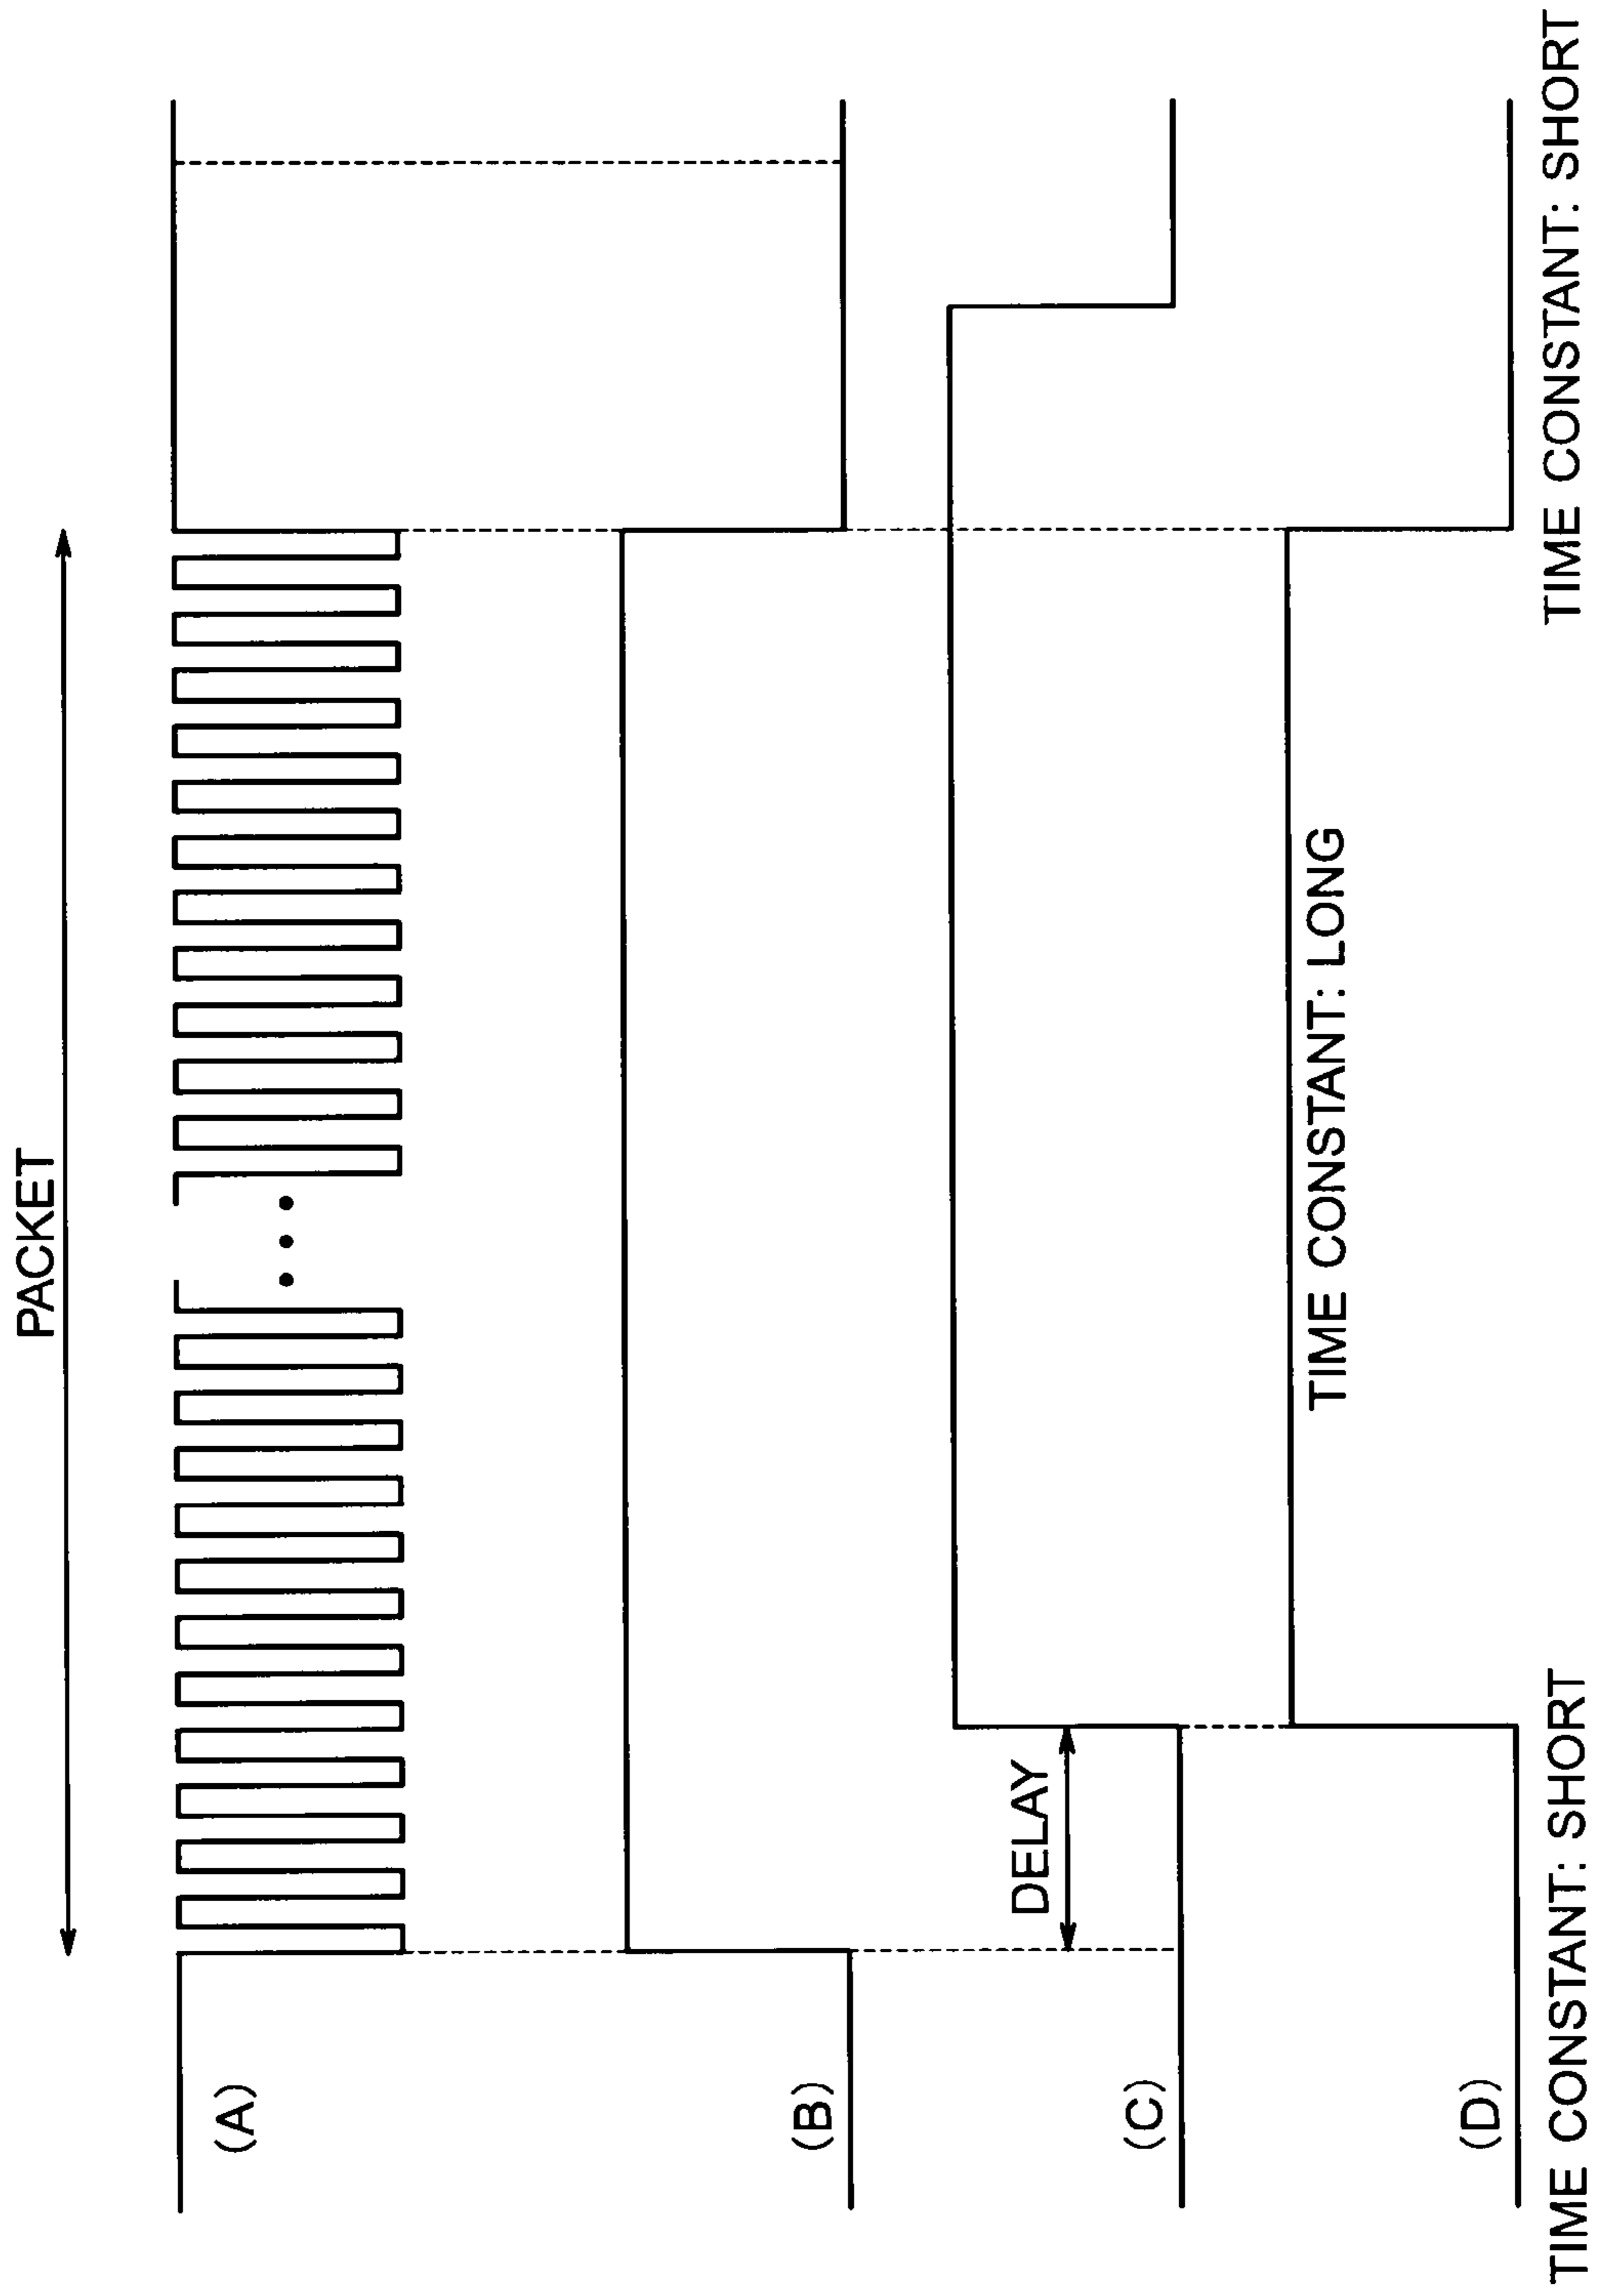 PACKET
(A)
(B)
DELAY
(C)
TIME CONSTANT: LONG
(D)
TIME CONSTANT: SHORT
TIME CONSTANT: SHORT